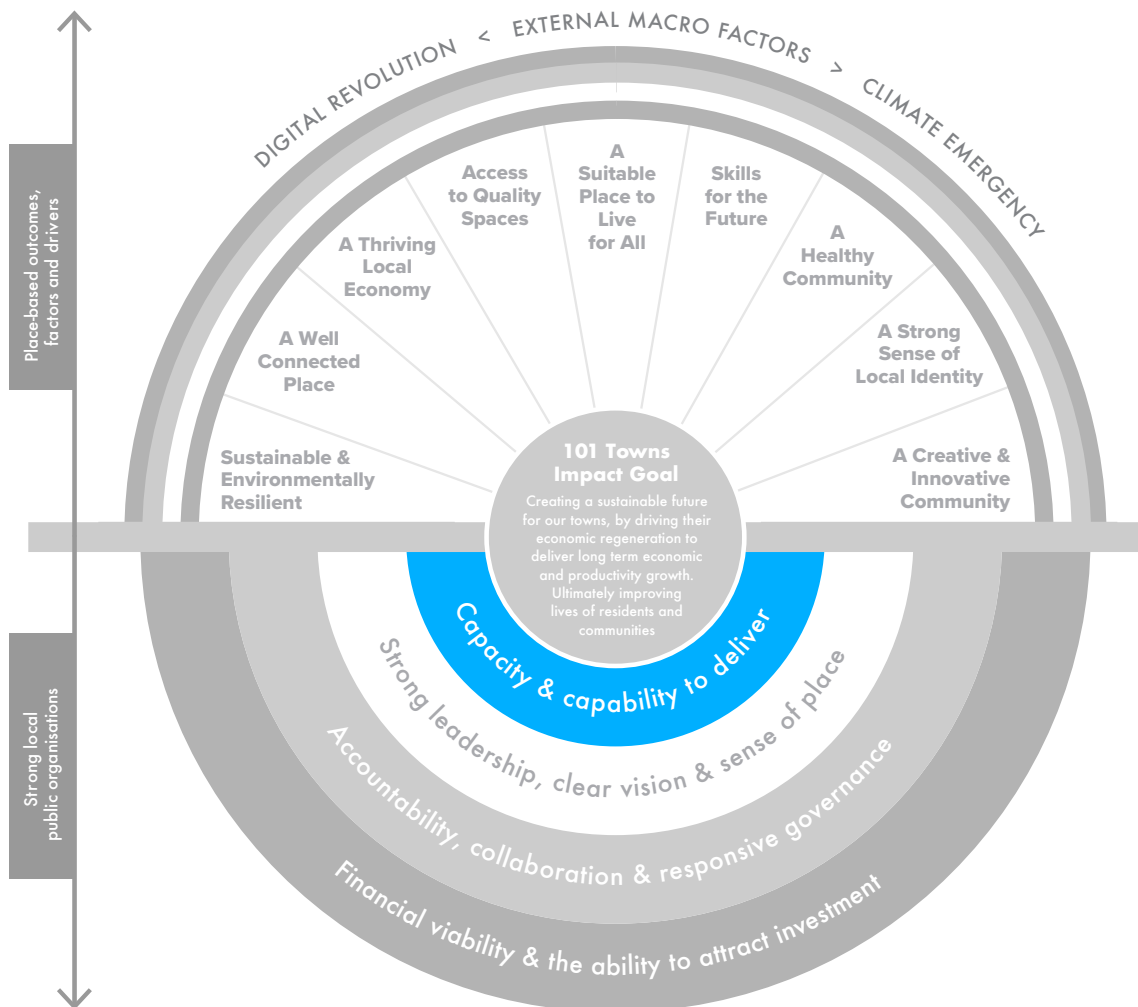 DIGITAL REVOLUTION < EXTERNAL MACRO FACTORS > CLIMATE EMERGENCY
Place-based outcomes,
factors and drivers
Sustainable &
Environmentally
Resilient
A Well
Connected
Place
A Thriving
Local
Economy
Access
to Quality
Spaces
A
Suitable
Place to
Live
for All
Skills
for the
Future
A
Healthy
Community
A Strong
Sense of
Local Identity
A Creative &
Innovative
Community
101 Towns
Impact Goal
Creating a sustainable future
for our towns, by driving their
economic regeneration to
deliver long term economic
and productivity growth.
Ultimately improving
lives of residents and
communities
Strong local
public organisations
Capacity & capability to deliver
Strong leadership, clear vision & sense of place
Accountability, collaboration & responsive governance
Financial viability & the ability to attract investment